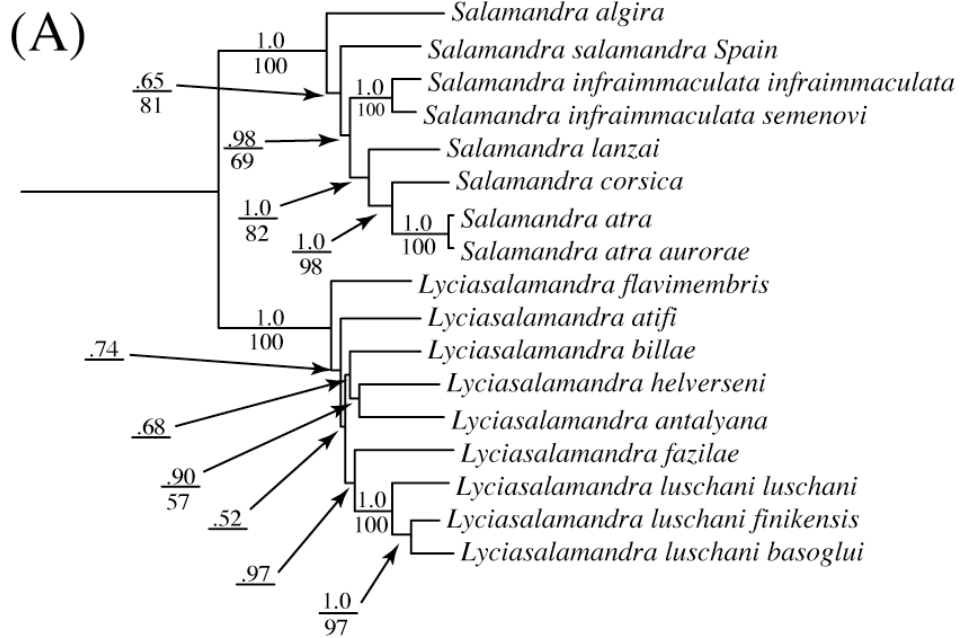 (A)
Salamandra algira
1.0
100
Salamandra salamandra Spain
.65
81
Salamandra infraimmaculata infraimmaculata
1.0
100
Salamandra infraimmaculata semenovi
.98
69
Salamandra lanzai
Salamandra corsica
1.0
82
1.0
98
Salamandra atra
1.0
100
Salamandra atra aurorae
Lyciasalamandra flavimembris
1.0
100
Lyciasalamandra atifi
.74
Lyciasalamandra billae
Lyciasalamandra helverseni
.68
Lyciasalamandra antalyana
Lyciasalamandra fazilae
.90
57
Lyciasalamandra luschani luschani
1.0
100
.52
Lyciasalamandra luschani finikensis
Lyciasalamandra luschani basoglui
.97
1.0
97